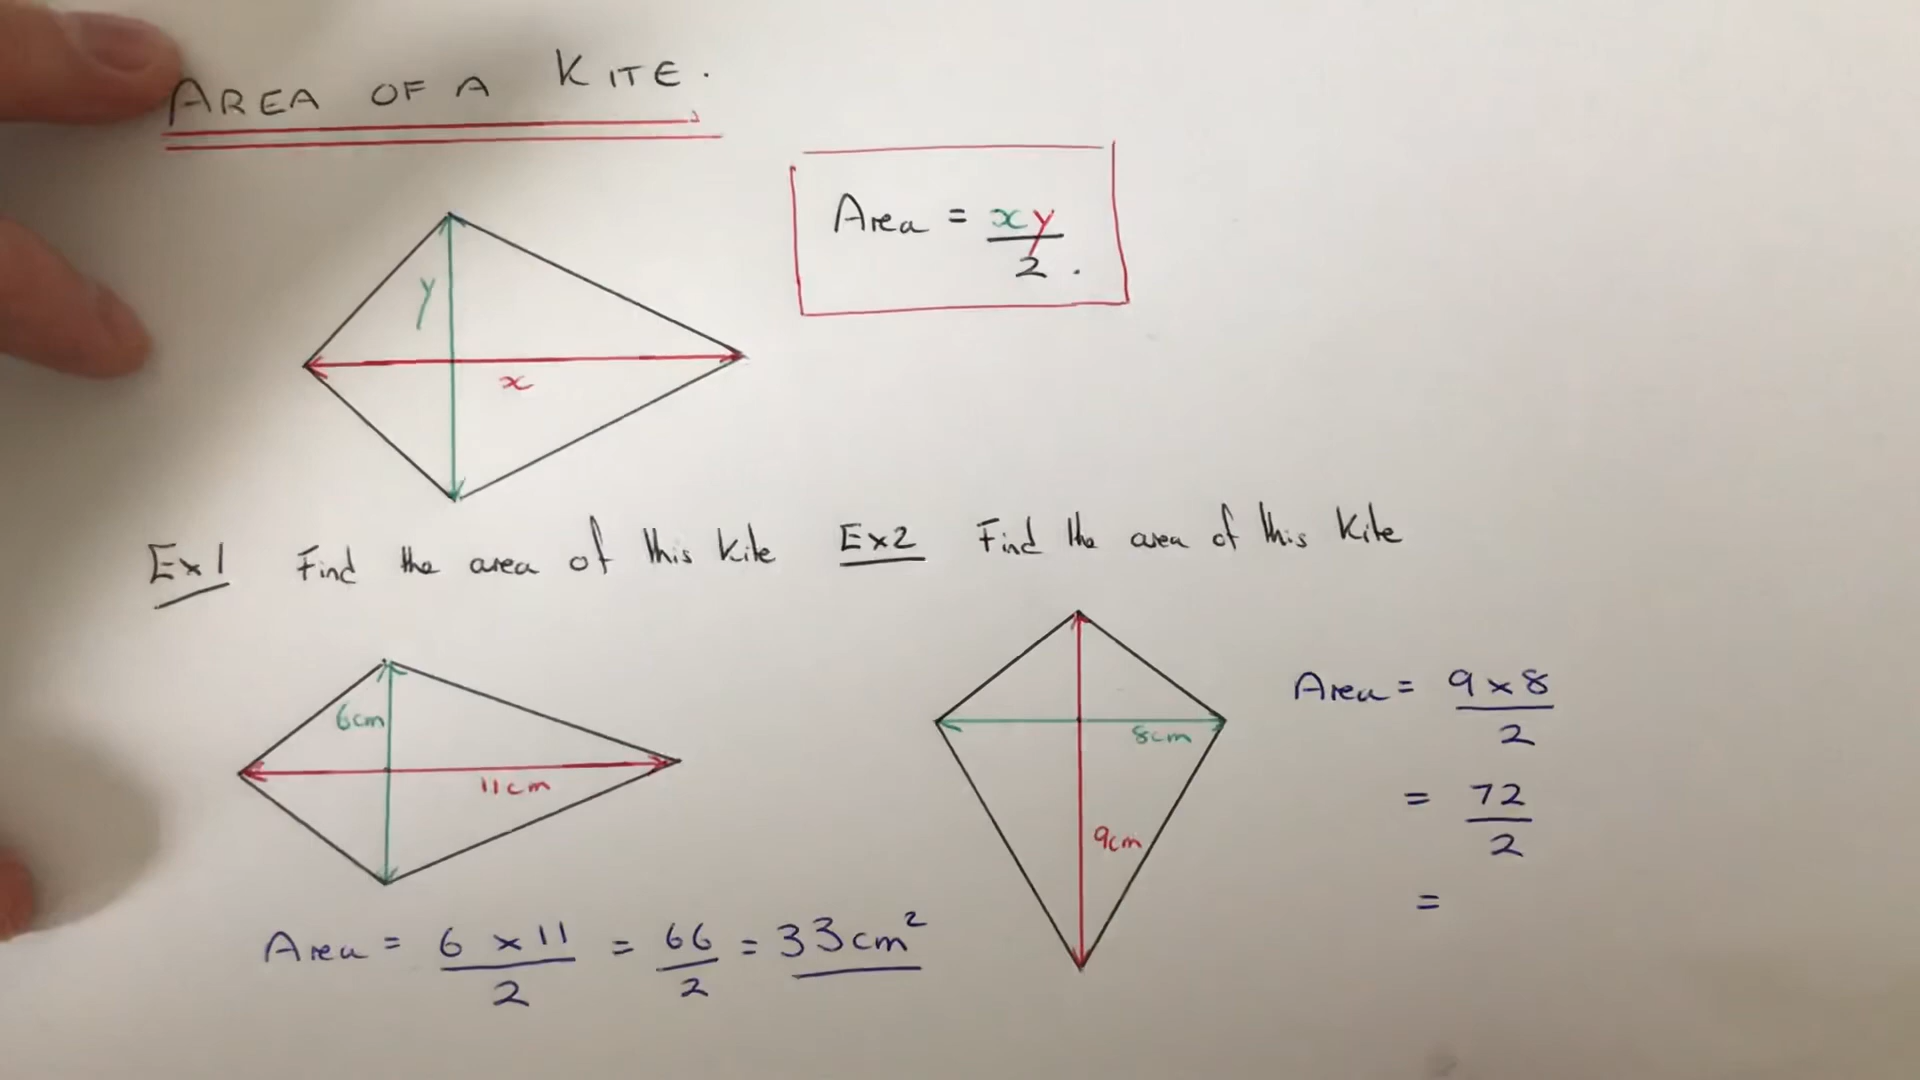 AREA OF A KITE.
Area = xy/2.
y
x
Ex1 Find the area of this kite
6cm
11cm
Area = 6 x 11/2 = 66/2 = 33cm²
Ex2 Find the area of this kite
8cm
9cm
Area = 9 x 8/2
= 72/2
=